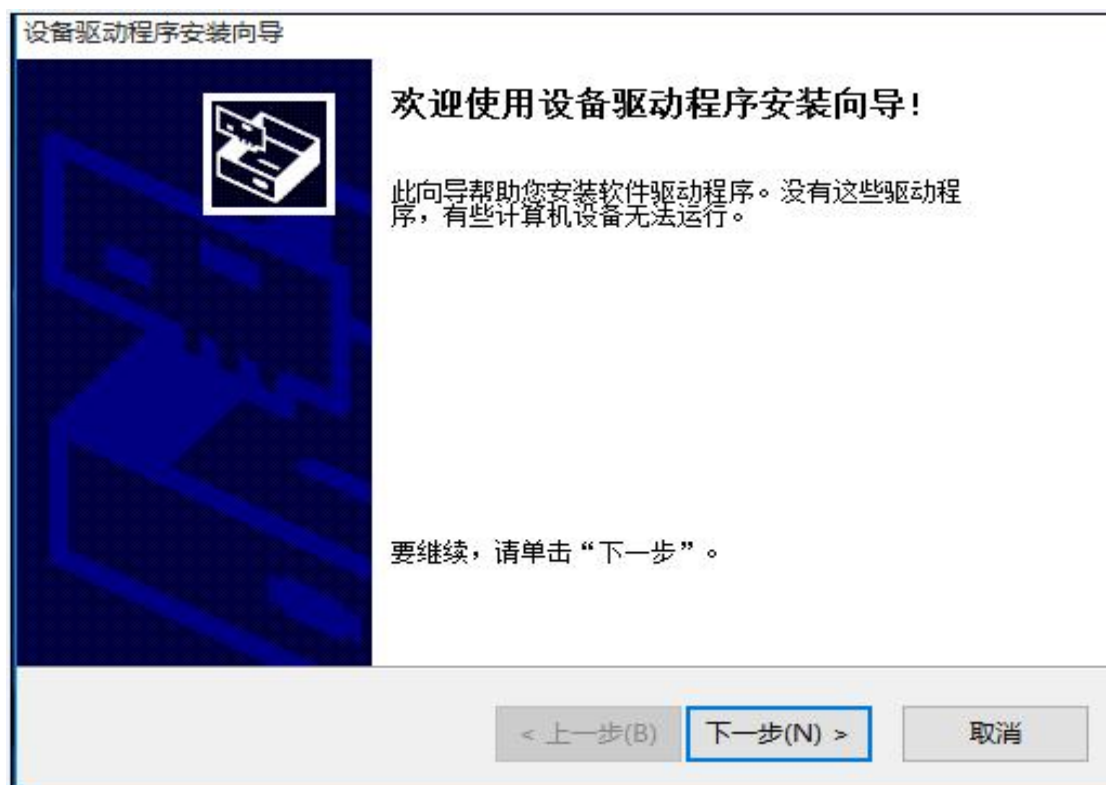 设备驱动程序安装向导
欢迎使用设备驱动程序安装向导!
此向导帮助您安装软件驱动程序。没有这些驱动程
序，有些计算机设备无法运行。
要继续，请单击“下一步”。
< 上一步(B)
下一步(N) >
取消